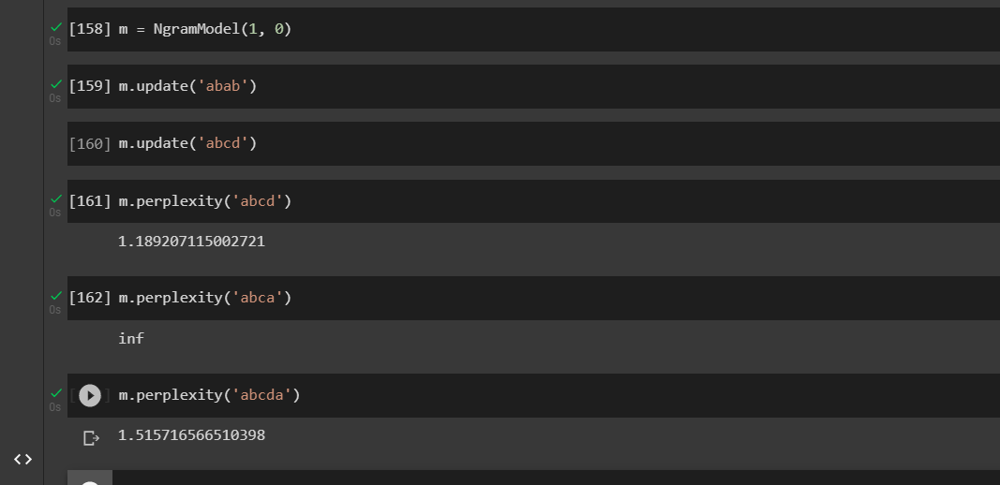 [158] m = NgramModel(1, 0)
0s
[159] m.update('abab')
0s
[160] m.update('abcd')
[161] m.perplexity('abcd')
0s
1.189207115002721
[162] m.perplexity('abca')
0s
inf
[ ] m.perplexity('abcda')
0s
1.515716566510398